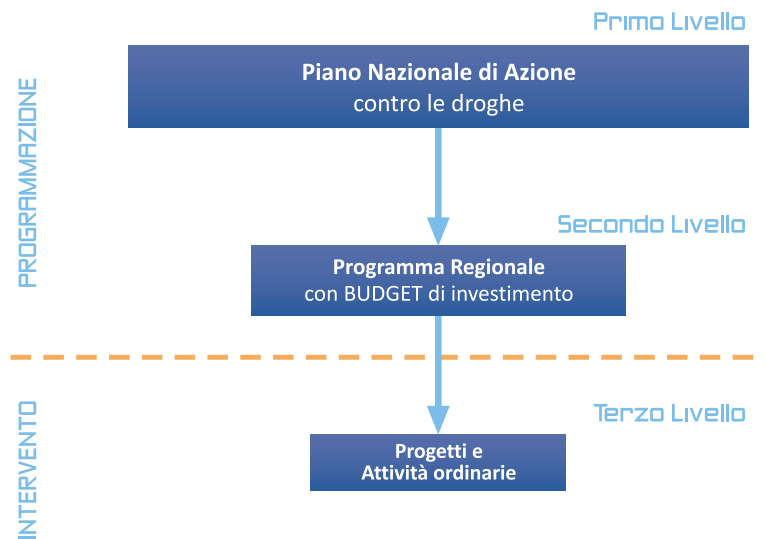 Primo Livello
PROGRAMMAZIONE
Piano Nazionale di Azione
contro le droghe
Secondo Livello
Programma Regionale
con BUDGET di investimento
INTERVENTO
Terzo Livello
Progetti e
Attività ordinarie